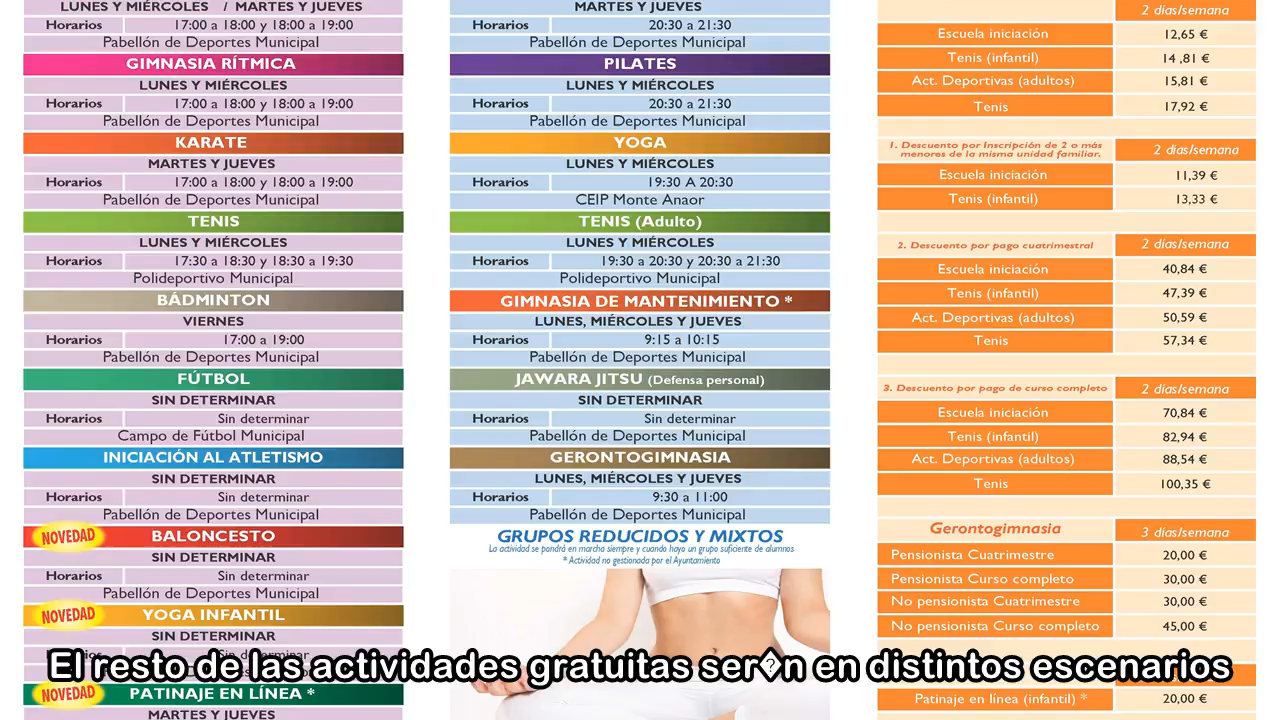 LUNES Y MIÉRCOLES / MARTES Y JUEVES
Horarios 17:00 a 18:00 y 18:00 a 19:00
Pabellón de Deportes Municipal
GIMNASIA RÍTMICA
LUNES Y MIÉRCOLES
Horarios 17:00 a 18:00 y 18:00 a 19:00
Pabellón de Deportes Municipal
KARATE
MARTES Y JUEVES
Horarios 17:00 a 18:00 y 18:00 a 19:00
Pabellón de Deportes Municipal
TENIS
LUNES Y MIÉRCOLES
Horarios 17:30 a 18:30 y 18:30 a 19:30
Polideportivo Municipal
BÁDMINTON
VIERNES
Horarios 17:00 a 19:00
Pabellón de Deportes Municipal
FÚTBOL
SIN DETERMINAR
Horarios Sin determinar
Campo de Fútbol Municipal
INICIACIÓN AL ATLETISMO
SIN DETERMINAR
Horarios Sin determinar
Pabellón de Deportes Municipal
NOVEDAD BALONCESTO
SIN DETERMINAR
Horarios Sin determinar
Pabellón de Deportes Municipal
NOVEDAD YOGA INFANTIL
SIN DETERMINAR
NOVEDAD PATINAJE EN LÍNEA *
MARTES Y JUEVES
MARTES Y JUEVES
Horarios 20:30 a 21:30
Pabellón de Deportes Municipal
PILATES
LUNES Y MIÉRCOLES
Horarios 20:30 a 21:30
Pabellón de Deportes Municipal
YOGA
LUNES Y MIÉRCOLES
Horarios 19:30 A 20:30
CEIP Monte Anaor
TENIS (Adulto)
LUNES Y MIÉRCOLES
Horarios 19:30 a 20:30 y 20:30 a 21:30
Polideportivo Municipal
GIMNASIA DE MANTENIMIENTO *
LUNES, MIÉRCOLES Y JUEVES
Horarios 9:15 a 10:15
Pabellón de Deportes Municipal
JAWARA JITSU (Defensa personal)
SIN DETERMINAR
Horarios Sin determinar
Pabellón de Deportes Municipal
GERONTOGIMNASIA
LUNES, MIÉRCOLES Y JUEVES
Horarios 9:30 a 11:00
Pabellón de Deportes Municipal
GRUPOS REDUCIDOS Y MIXTOS
La actividad se pondrá en marcha siempre y cuando haya un grupo suficiente de alumnos
* Actividad no gestionada por el Ayuntamiento
2 días/semana
Escuela iniciación 12,65 €
Tenis (infantil) 14 ,81 €
Act. Deportivas (adultos) 15,81 €
Tenis 17,92 €
1. Descuento por Inscripción de 2 o más menores de la misma unidad familiar. 2 días/semana
Escuela iniciación 11,39 €
Tenis (infantil) 13,33 €
2. Descuento por pago cuatrimestral 2 días/semana
Escuela iniciación 40,84 €
Tenis (infantil) 47,39 €
Act. Deportivas (adultos) 50,59 €
Tenis 57,34 €
3. Descuento por pago de curso completo 2 días/semana
Escuela iniciación 70,84 €
Tenis (infantil) 82,94 €
Act. Deportivas (adultos) 88,54 €
Tenis 100,35 €
Gerontogimnasia 3 días/semana
Pensionista Cuatrimestre 20,00 €
Pensionista Curso completo 30,00 €
No pensionista Cuatrimestre 30,00 €
No pensionista Curso completo 45,00 €
Patinaje en línea (infantil) * 20,00 €
El resto de las actividades gratuitas ser�n en distintos escenarios